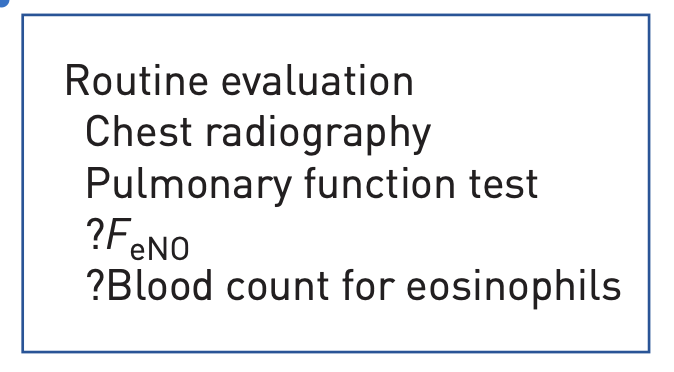 Routine evaluation
Chest radiography
Pulmonary function test
?FeNO
?Blood count for eosinophils